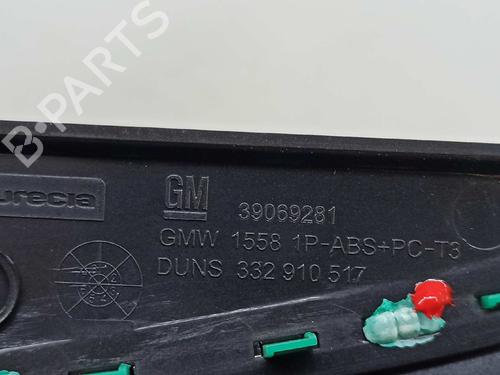 B-PARTS
urecia
GM 39069281
GMW 1558 1P-ABS+PC-T3
DUNS 332 910 517